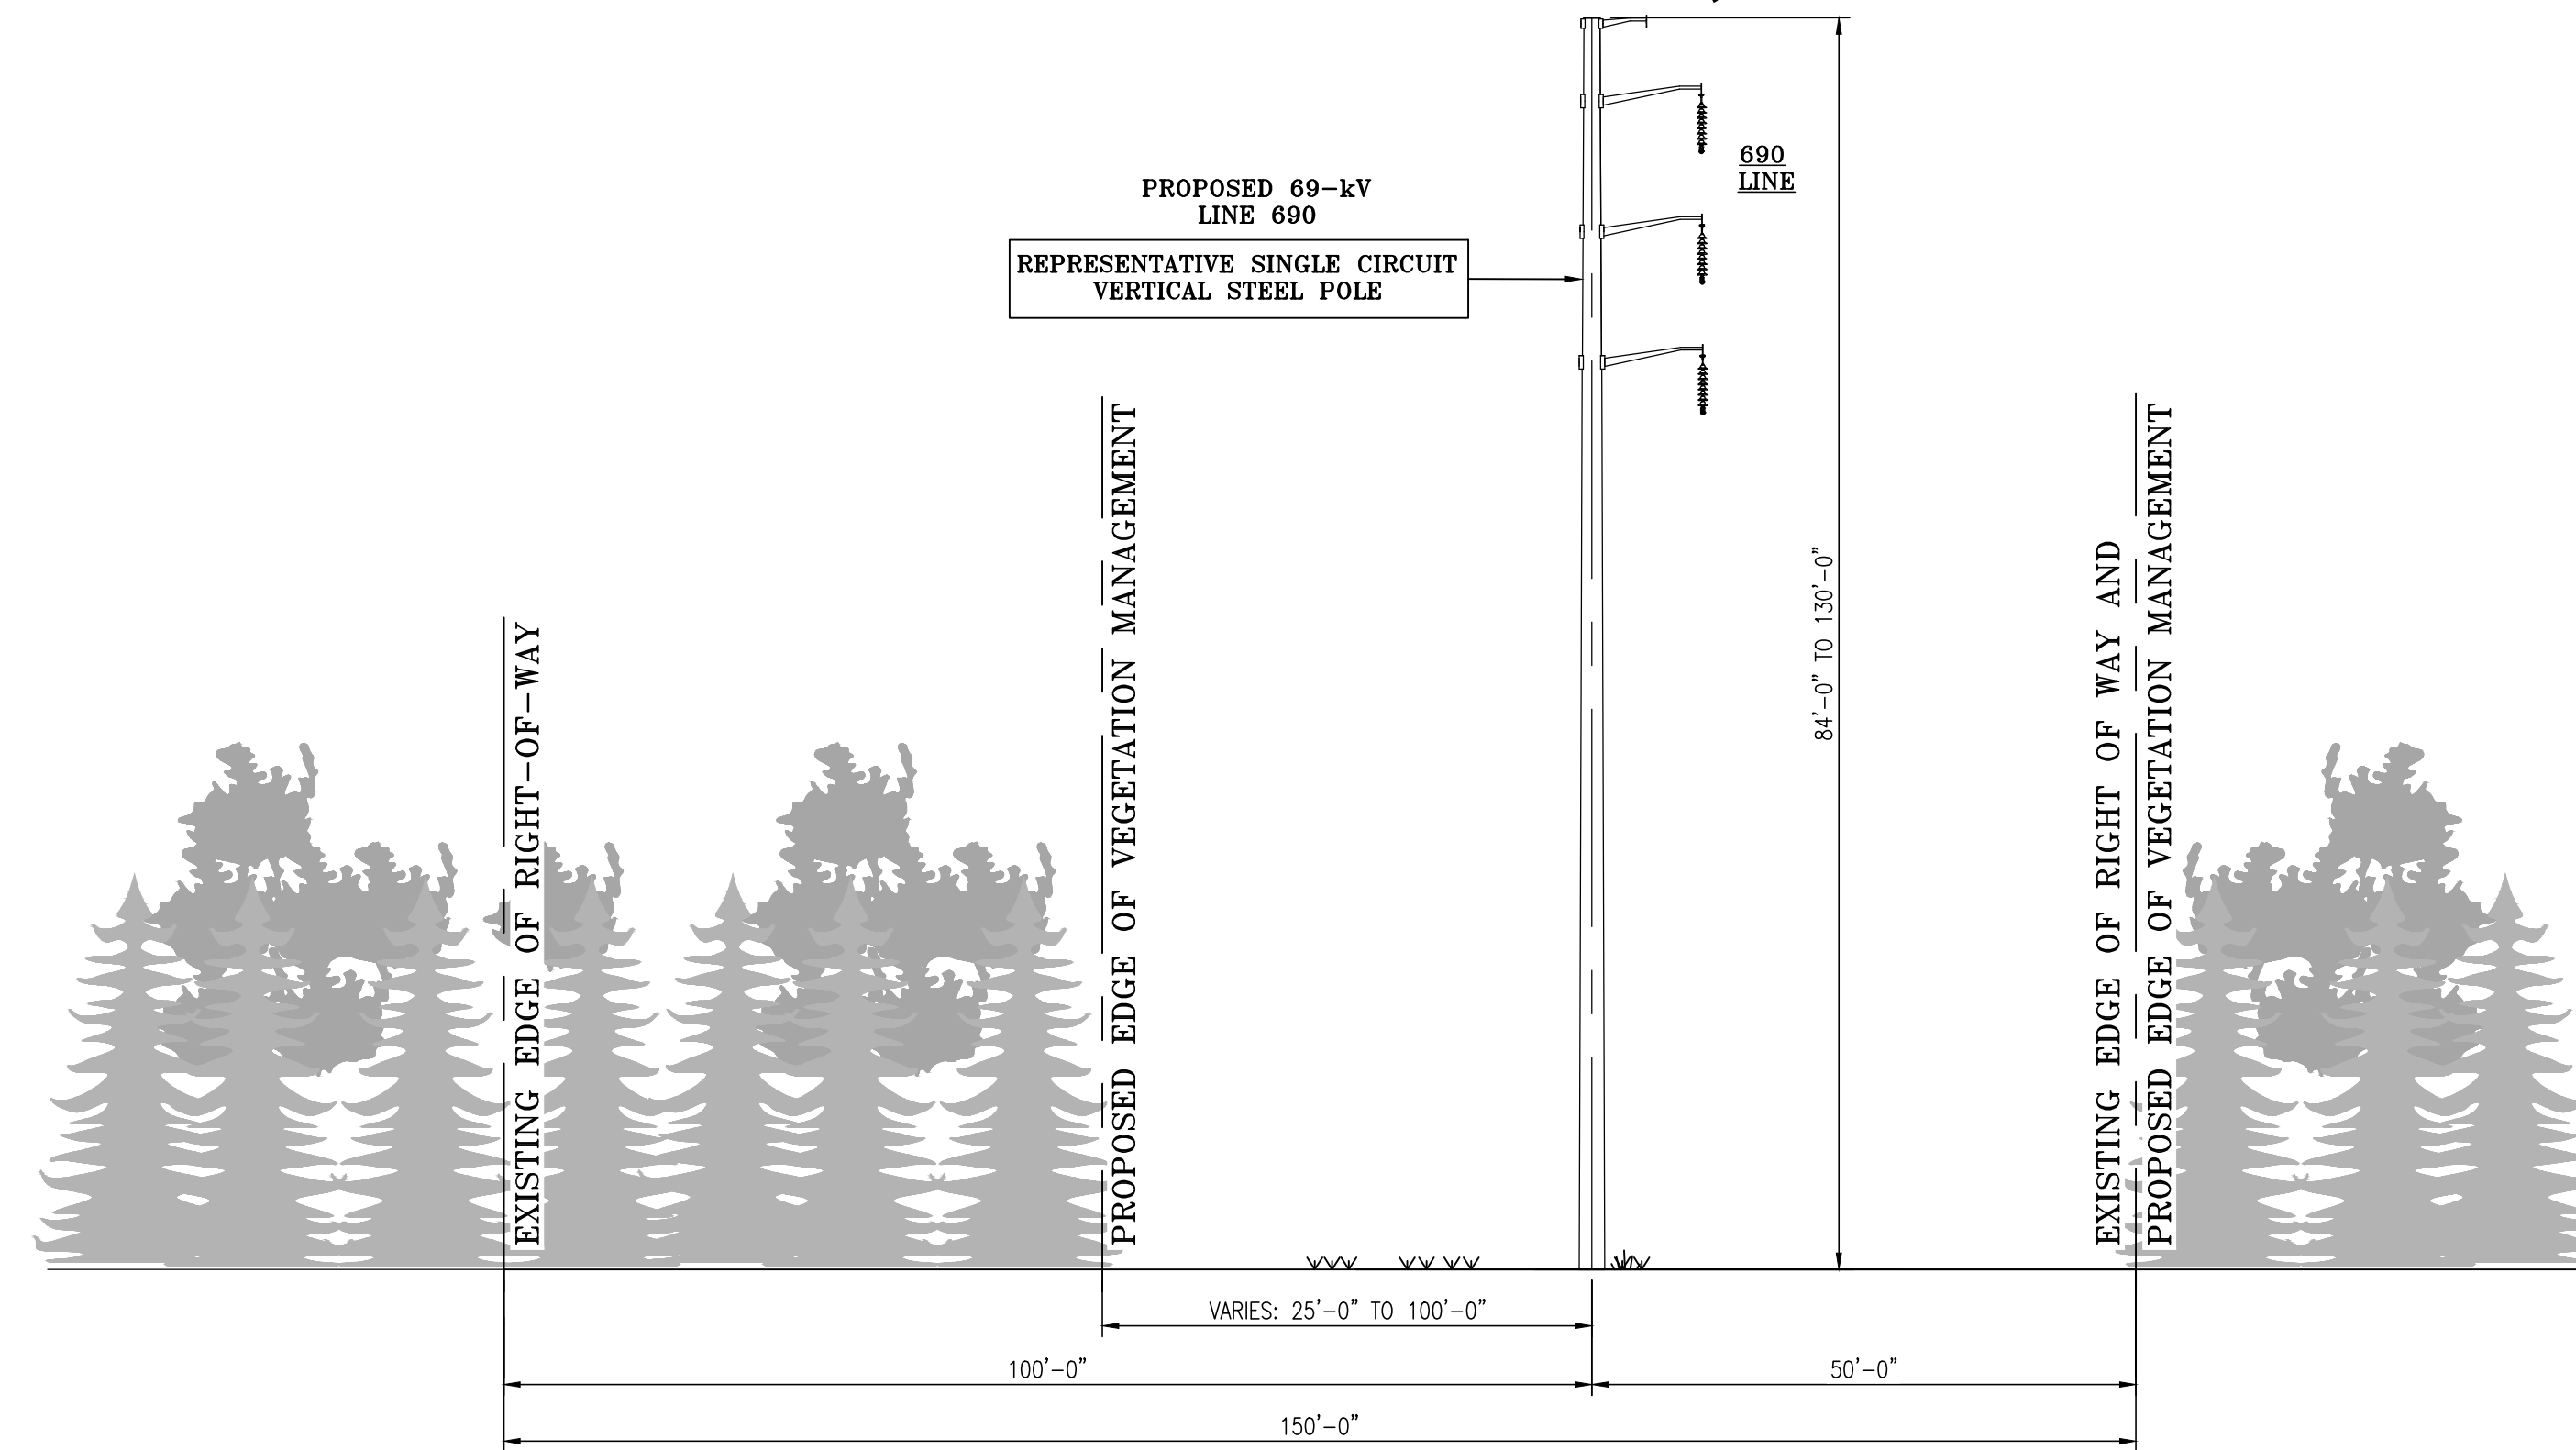 690
LINE
PROPOSED 69-kV
LINE 690
REPRESENTATIVE SINGLE CIRCUIT
VERTICAL STEEL POLE
EXISTING EDGE OF RIGHT-OF-WAY
PROPOSED EDGE OF VEGETATION MANAGEMENT
84'-0" TO 130'-0"
EXISTING EDGE OF RIGHT OF WAY AND
PROPOSED EDGE OF VEGETATION MANAGEMENT
VARIES: 25'-0" TO 100'-0"
100'-0"
50'-0"
150'-0"